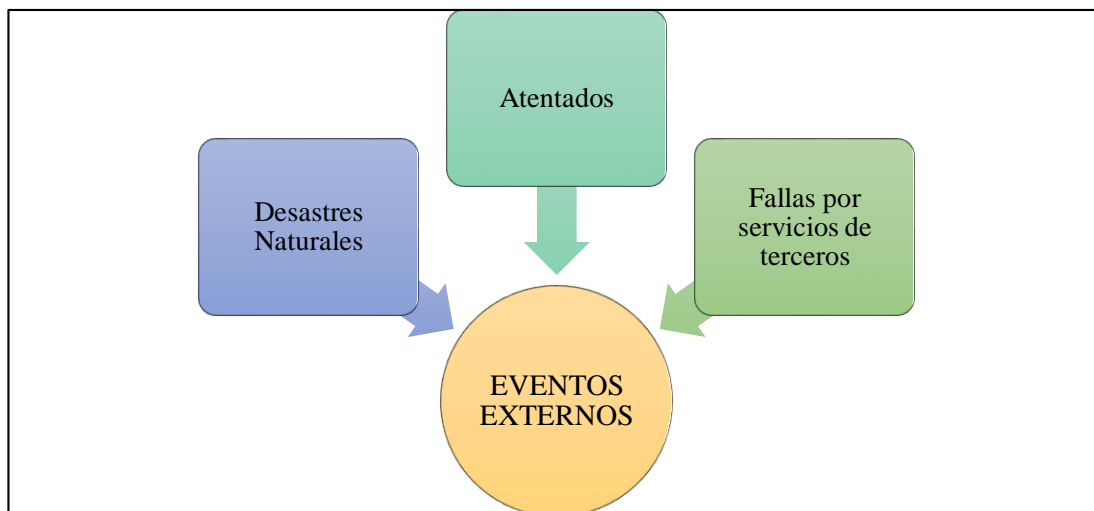 Atentados
Desastres
Naturales
Fallas por
servicios de
terceros
EVENTOS
EXTERNOS